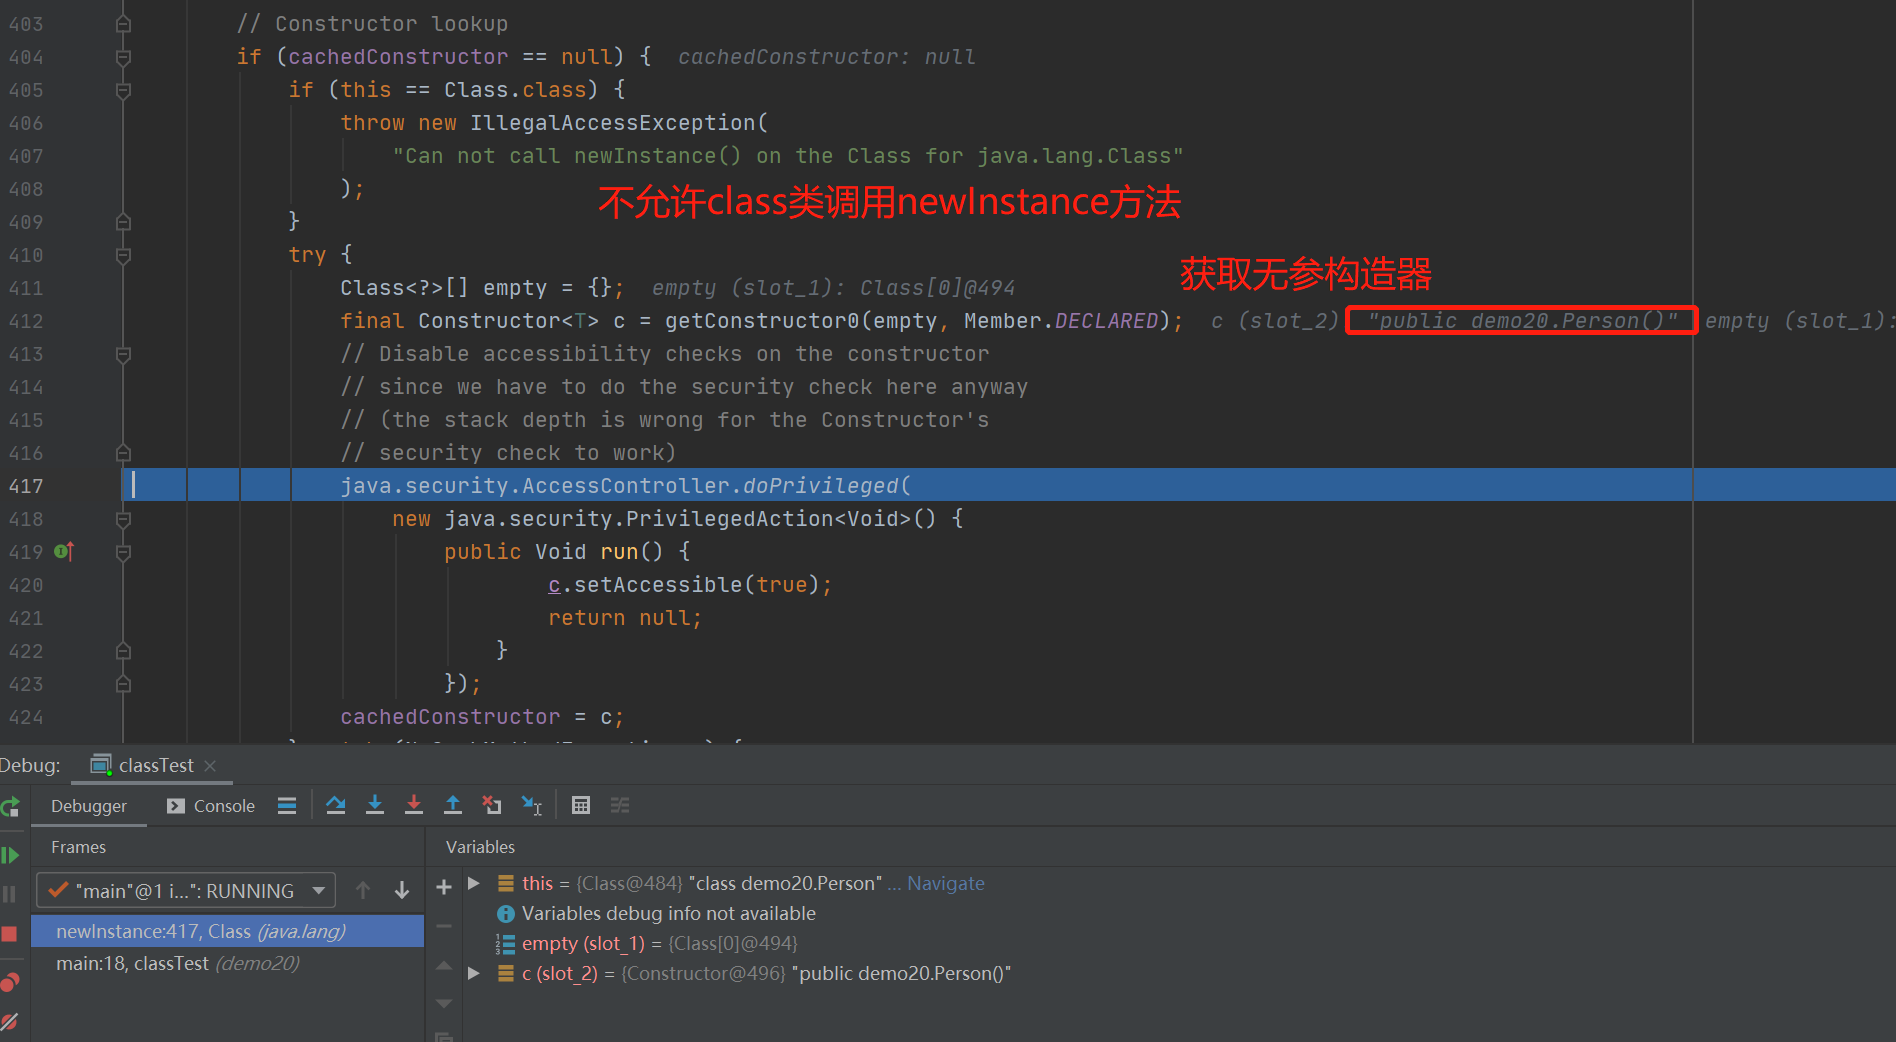 403 // Constructor lookup
404 if (cachedConstructor == null) { cachedConstructor: null
405 if (this == Class.class) {
406 throw new IllegalAccessException(
407 "Can not call newInstance() on the Class for java.lang.Class"
408 );
不允许class类调用newInstance方法
409 }
410 try {
获取无参构造器
411 Class<?>[] empty = {}; empty (slot_1): Class[0]@494
412 final Constructor<T> c = getConstructor0(empty, Member.DECLARED); c (slot_2) "public demo20.Person()" empty (slot_1):
413 // Disable accessibility checks on the constructor
414 // since we have to do the security check here anyway
415 // (the stack depth is wrong for the Constructor's
416 // security check to work)
417 java.security.AccessController.doPrivileged(
418 new java.security.PrivilegedAction<Void>() {
419 public Void run() {
420 c.setAccessible(true);
421 return null;
422 }
423 });
424 cachedConstructor = c;
Debug: classTest
Debugger Console
Frames
Variables
"main"@1 i...": RUNNING
newInstance:417, Class (java.lang)
main:18, classTest (demo20)
this = {Class@484} "class demo20.Person" ... Navigate
Variables debug info not available
empty (slot_1) = {Class[0]@494}
c (slot_2) = {Constructor@496} "public demo20.Person()"